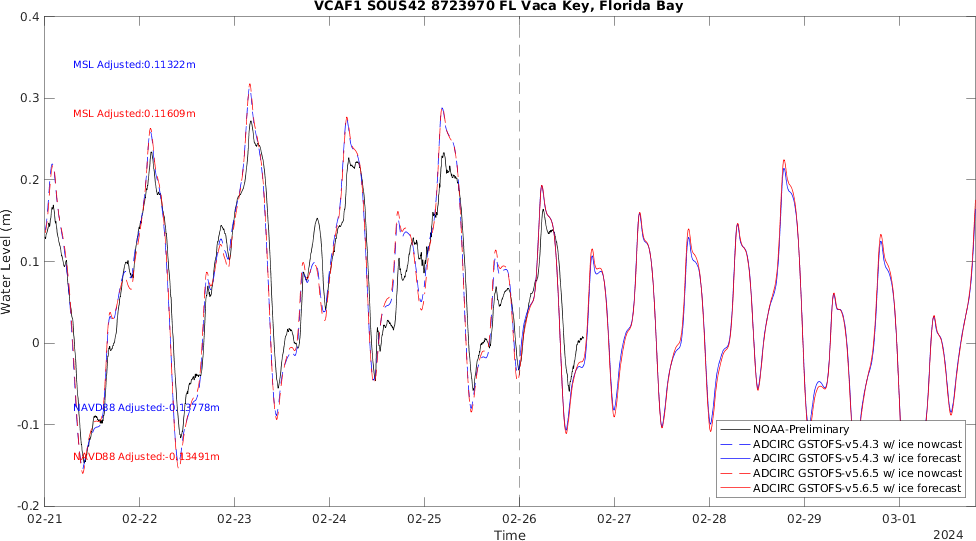 VCAF1 SOUS42 8723970 FL Vaca Key, Florida Bay
0.4
0.3
0.2
0.1
0
-0.1
-0.2
Water Level (m)
MSL Adjusted:0.11322m
MSL Adjusted:0.11609m
NAVD88 Adjusted:-0.13778m
NAVD88 Adjusted:-0.13491m
NOAA-Preliminary
ADCIRC GSTOFS-v5.4.3 w/ ice nowcast
ADCIRC GSTOFS-v5.4.3 w/ ice forecast
ADCIRC GSTOFS-v5.6.5 w/ ice nowcast
ADCIRC GSTOFS-v5.6.5 w/ ice forecast
02-21 02-22 02-23 02-24 02-25 02-26 02-27 02-28 02-29 03-01
Time
2024